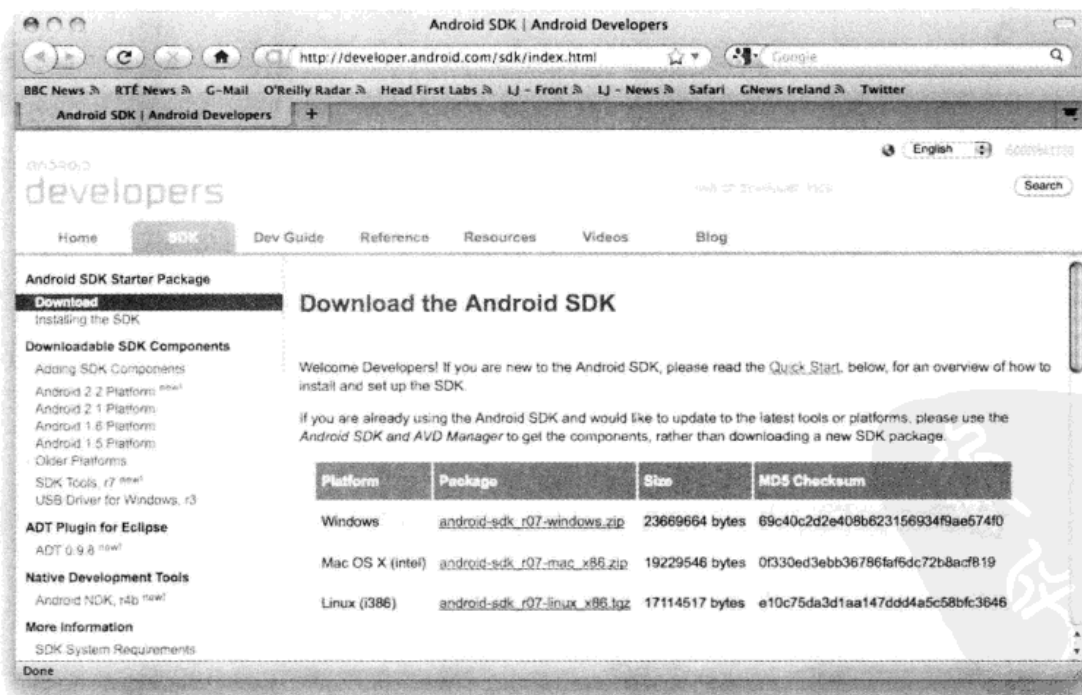 Android SDK | Android Developers
http://developer.android.com/sdk/index.html
Google
BBC News RTÉ News G-Mail O'Reilly Radar Head First Labs LJ - Front LJ - News Safari GNews Ireland Twitter
Android SDK | Android Developers +
English
android
developers
Search
Home SDK Dev Guide Reference Resources Videos Blog
Android SDK Starter Package
Download
Installing the SDK
Downloadable SDK Components
Adding SDK Components
Android 2.2 Platform new!
Android 2.1 Platform
Android 1.6 Platform
Android 1.5 Platform
Older Platforms
SDK Tools, r7 new!
USB Driver for Windows, r3
ADT Plugin for Eclipse
ADT 0.9.8 new!
Native Development Tools
Android NDK, r4b new!
More Information
SDK System Requirements
Download the Android SDK
Welcome Developers! If you are new to the Android SDK, please read the Quick Start, below, for an overview of how to
install and set up the SDK.
If you are already using the Android SDK and would like to update to the latest tools or platforms, please use the
Android SDK and AVD Manager to get the components, rather than downloading a new SDK package.
Platform Package Size MD5 Checksum
Windows android-sdk_r07-windows.zip 23669664 bytes 69c40c2d2e408b623156934f9ae574f0
Mac OS X (intel) android-sdk_r07-mac_x86.zip 19229546 bytes 0f330ed3ebb36786faf6dc72b8acf819
Linux (i386) android-sdk_r07-linux_x86.tgz 17114517 bytes e10c75da3d1aa147ddd4a5c58bfc3646
Done